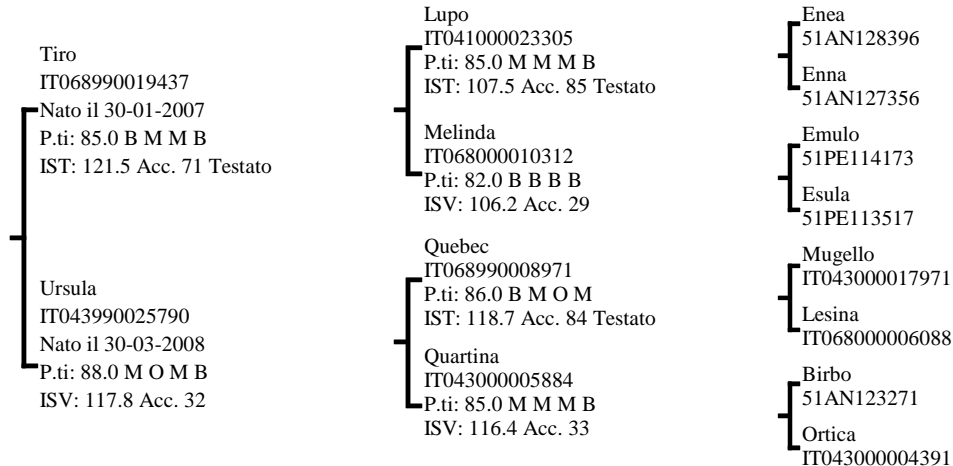 Tiro
IT068990019437
Nato il 30-01-2007
P.ti: 85.0 B M M B
IST: 121.5 Acc. 71 Testato
Ursula
IT043990025790
Nato il 30-03-2008
P.ti: 88.0 M O M B
ISV: 117.8 Acc. 32
Lupo
IT041000023305
P.ti: 85.0 M M M B
IST: 107.5 Acc. 85 Testato
Melinda
IT068000010312
P.ti: 82.0 B B B B
ISV: 106.2 Acc. 29
Quebec
IT068990008971
P.ti: 86.0 B M O M
IST: 118.7 Acc. 84 Testato
Quartina
IT043000005884
P.ti: 85.0 M M M B
ISV: 116.4 Acc. 33
Enea
51AN128396
Enna
51AN127356
Emulo
51PE114173
Esula
51PE113517
Mugello
IT043000017971
Lesina
IT068000006088
Birbo
51AN123271
Ortica
IT043000004391